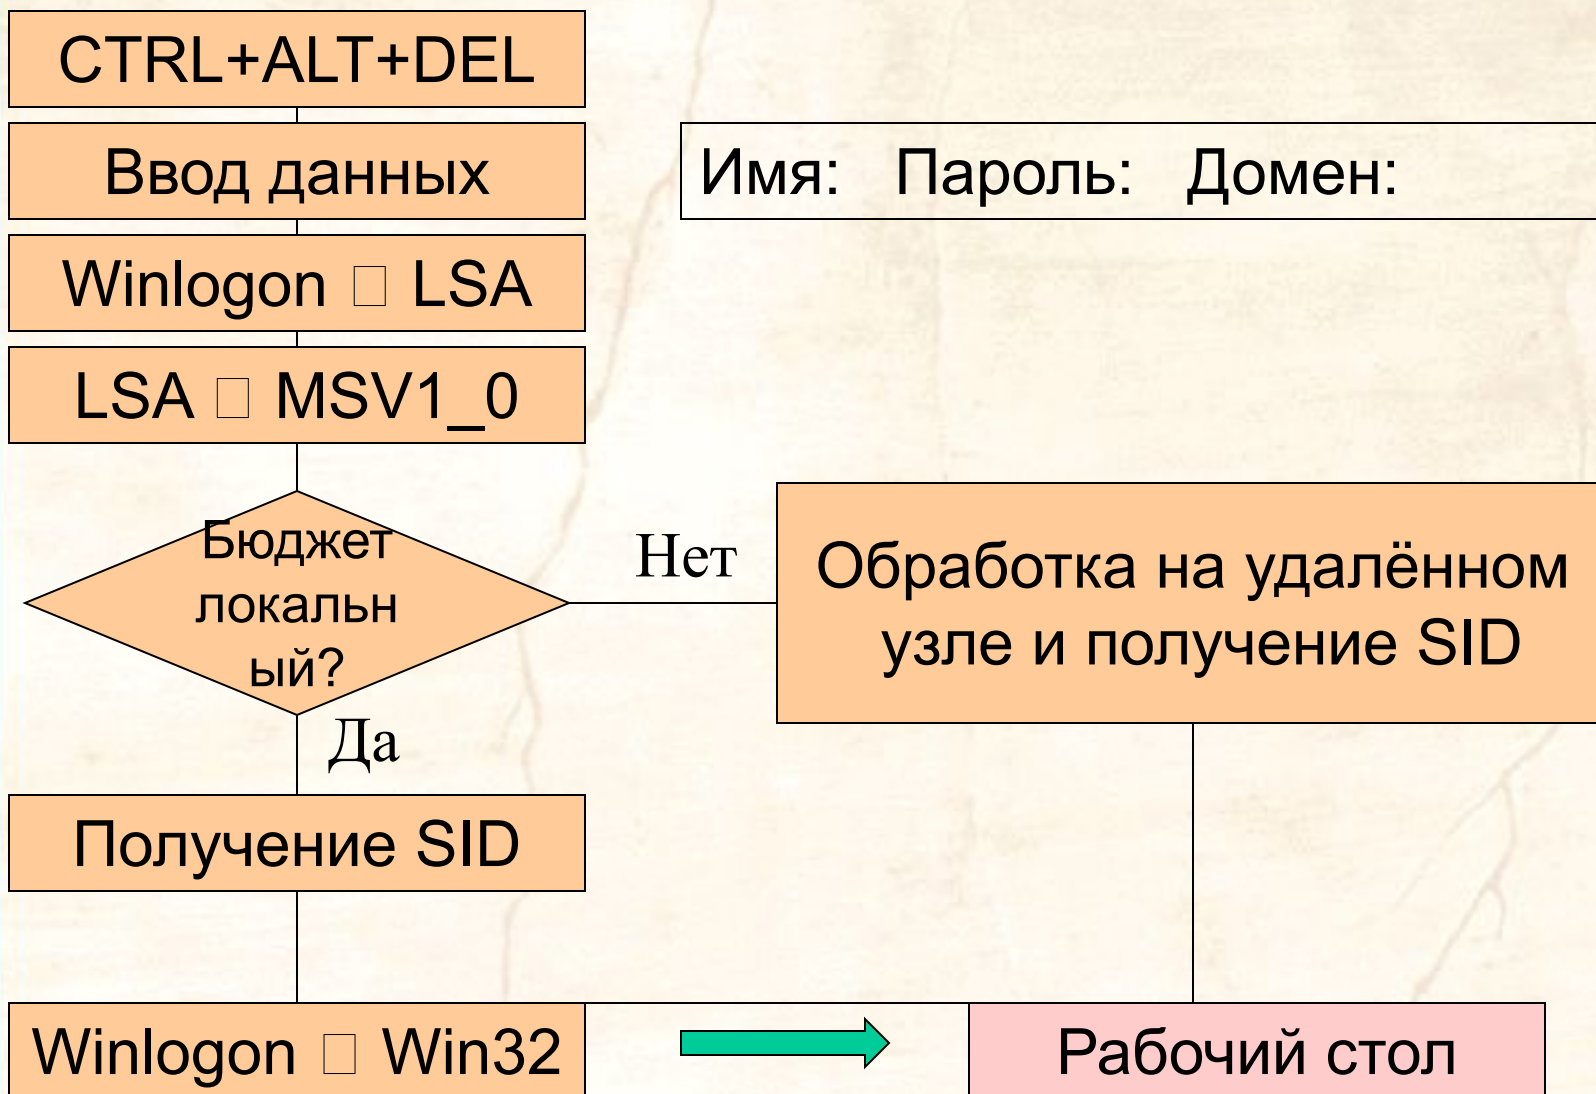 CTRL+ALT+DEL
Ввод данных
Имя: Пароль: Домен:
Winlogon □ LSA
LSA □ MSV1_0
Бюджет
локальн
ый?
Нет
Обработка на удалённом
узле и получение SID
Да
Получение SID
Winlogon □ Win32
Рабочий стол